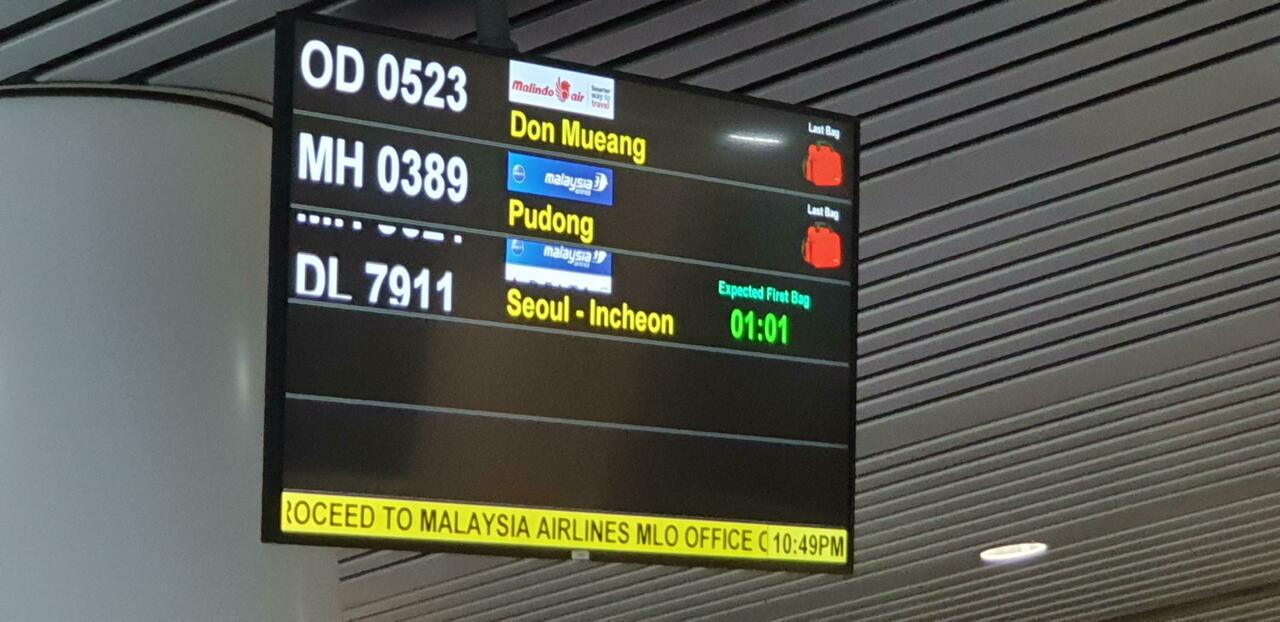 OD 0523
malindo air
Smarter way to travel
Last Bag
Don Mueang
MH 0389
malaysia airlines
Last Bag
Pudong
malaysia
DL 7911
Expected First Bag
Seoul - Incheon
01:01
ROCEED TO MALAYSIA AIRLINES MLO OFFICE
10:49PM